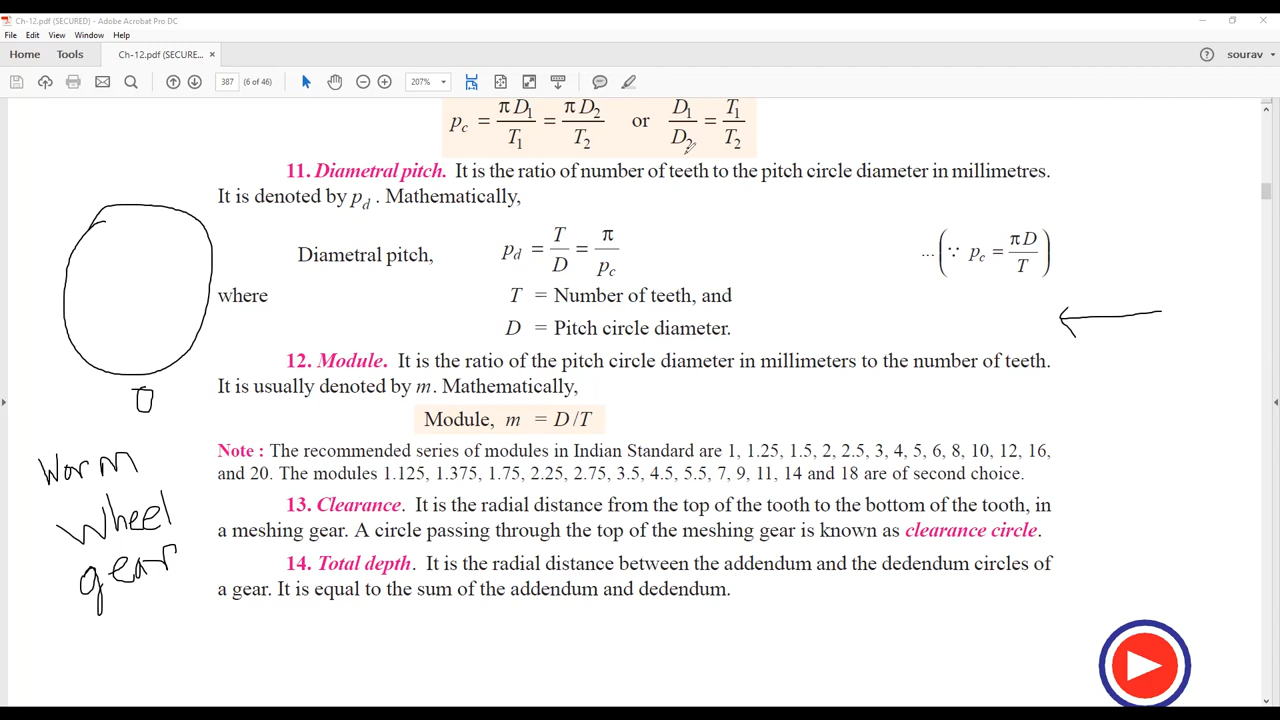 Ch-12.pdf (SECURED) - Adobe Acrobat Pro DC
File Edit View Window Help
Home Tools Ch-12.pdf (SECURE... × sourav
387 (6 of 46) 207%
p_c = πD₁/T₁ = πD₂/T₂ or D₁/D₂ = T₁/T₂
11. Diametral pitch. It is the ratio of number of teeth to the pitch circle diameter in millimetres.
It is denoted by p_d . Mathematically,
Diametral pitch, p_d = T/D = π/p_c ... (∵ p_c = πD/T)
where T = Number of teeth, and
D = Pitch circle diameter.
12. Module. It is the ratio of the pitch circle diameter in millimeters to the number of teeth.
It is usually denoted by m. Mathematically,
Module, m = D/T
Note : The recommended series of modules in Indian Standard are 1, 1.25, 1.5, 2, 2.5, 3, 4, 5, 6, 8, 10, 12, 16,
and 20. The modules 1.125, 1.375, 1.75, 2.25, 2.75, 3.5, 4.5, 5.5, 7, 9, 11, 14 and 18 are of second choice.
13. Clearance. It is the radial distance from the top of the tooth to the bottom of the tooth, in
a meshing gear. A circle passing through the top of the meshing gear is known as clearance circle.
14. Total depth. It is the radial distance between the addendum and the dedendum circles of
a gear. It is equal to the sum of the addendum and dedendum.
worm
wheel
gear